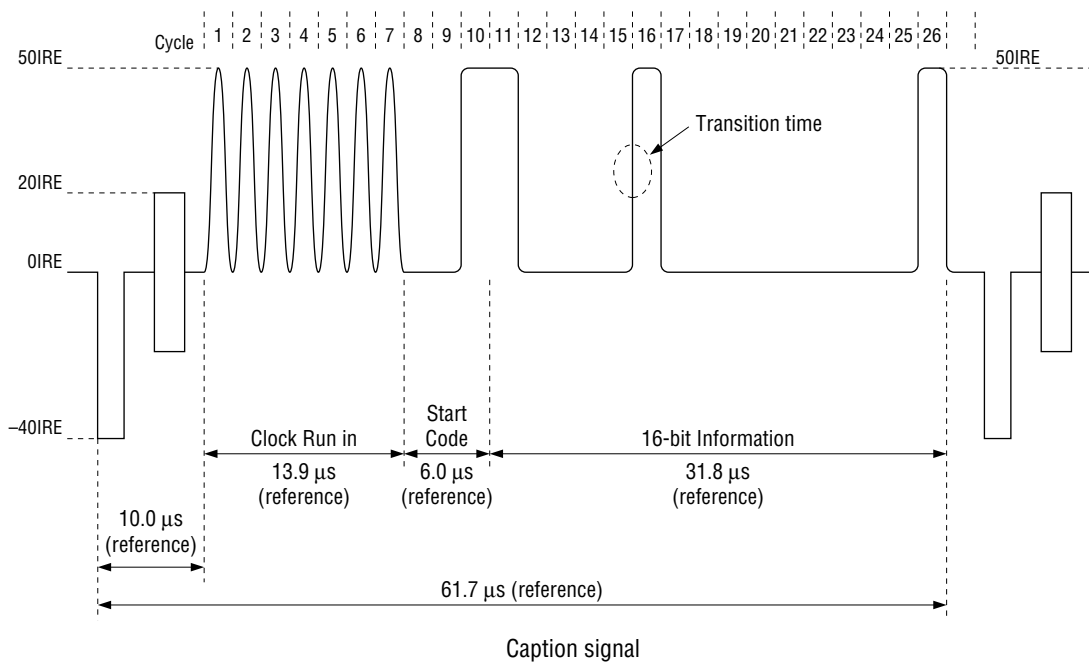 Cycle 1 2 3 4 5 6 7 8 9 10 11 12 13 14 15 16 17 18 19 20 21 22 23 24 25 26
50IRE
50IRE
Transition time
20IRE
0IRE
–40IRE
Clock Run in
13.9 μs
(reference)
Start
Code
6.0 μs
(reference)
16-bit Information
31.8 μs
(reference)
10.0 μs
(reference)
61.7 μs (reference)
Caption signal